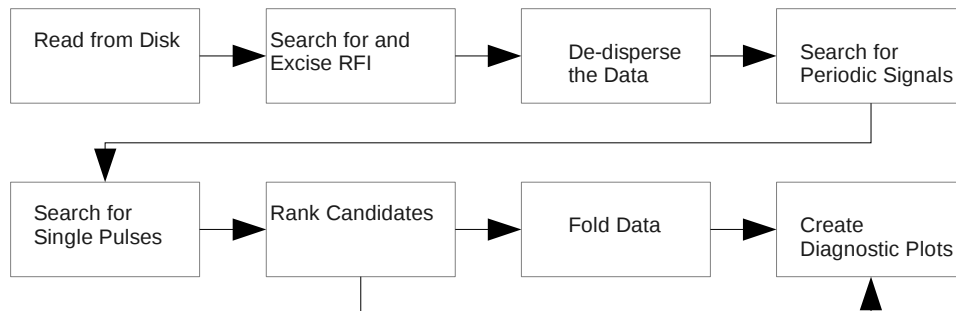 Read from Disk
Search for and
Excise RFI
De-disperse
the Data
Search for
Periodic Signals
Search for
Single Pulses
Rank Candidates
Fold Data
Create
Diagnostic Plots